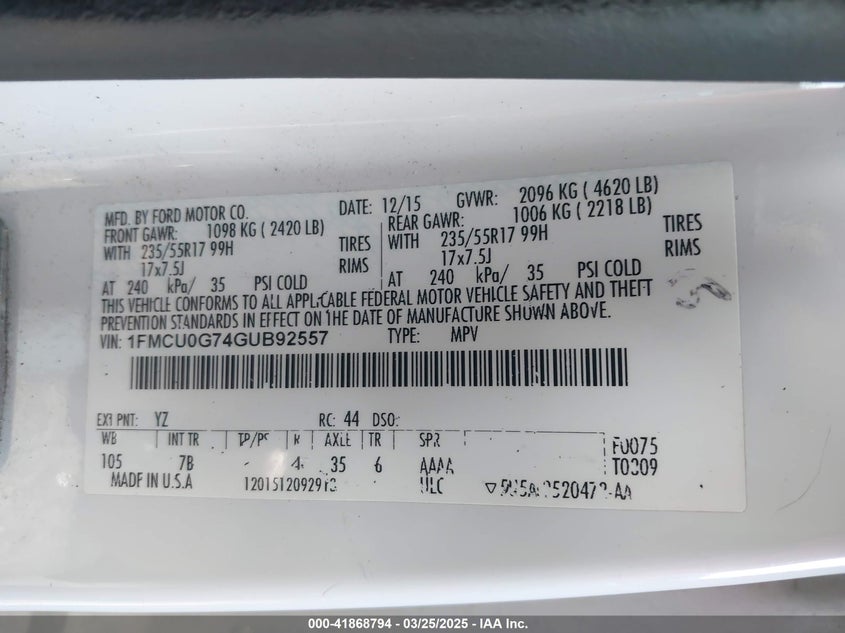 MFD. BY FORD MOTOR CO.
DATE: 12/15 GVWR: 2096 KG ( 4620 LB)
FRONT GAWR: 1098 KG ( 2420 LB)
WITH 235/55R17 99H TIRES
17x7.5J RIMS
AT 240 kPa/ 35 PSI COLD
REAR GAWR: 1006 KG ( 2218 LB)
WITH 235/55R17 99H TIRES
17x7.5J RIMS
AT 240 kPa/ 35 PSI COLD
THIS VEHICLE CONFORMS TO ALL APPLICABLE FEDERAL MOTOR VEHICLE SAFETY AND THEFT
PREVENTION STANDARDS IN EFFECT ON THE DATE OF MANUFACTURE SHOWN ABOVE.
VIN: 1FMCU0G74GUB92557 TYPE: MPV
EXT PNT: YZ RC: 44 DSO:
WB INT TR TP/PS R AXLE TR SPR
105 7B 4 35 6 AAAA
F0075
T0009
MADE IN U.S.A ULC
000-41868794 - 03/25/2025 - IAA Inc.